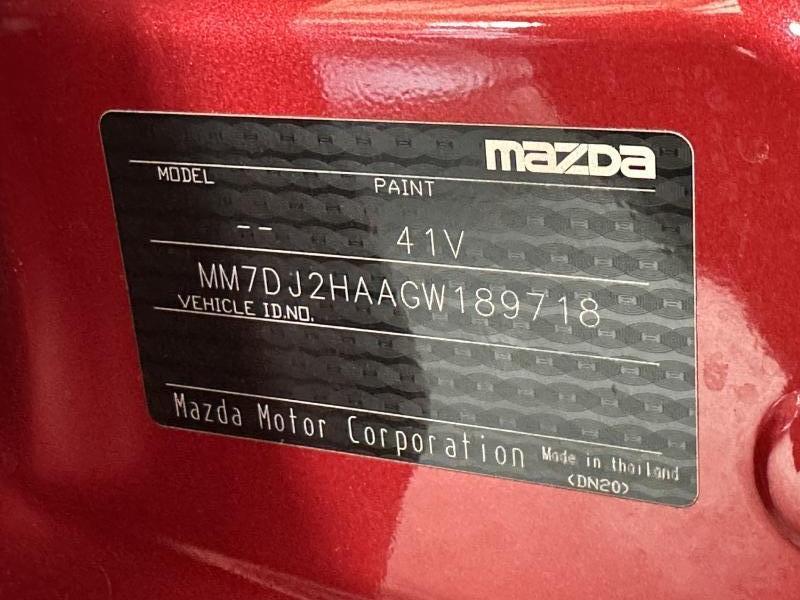 mazda
MODEL PAINT
-- 41V
MM7DJ2HAAGW189718
VEHICLE ID.NO.
Mazda Motor Corporation Made in thailand
(DN20)